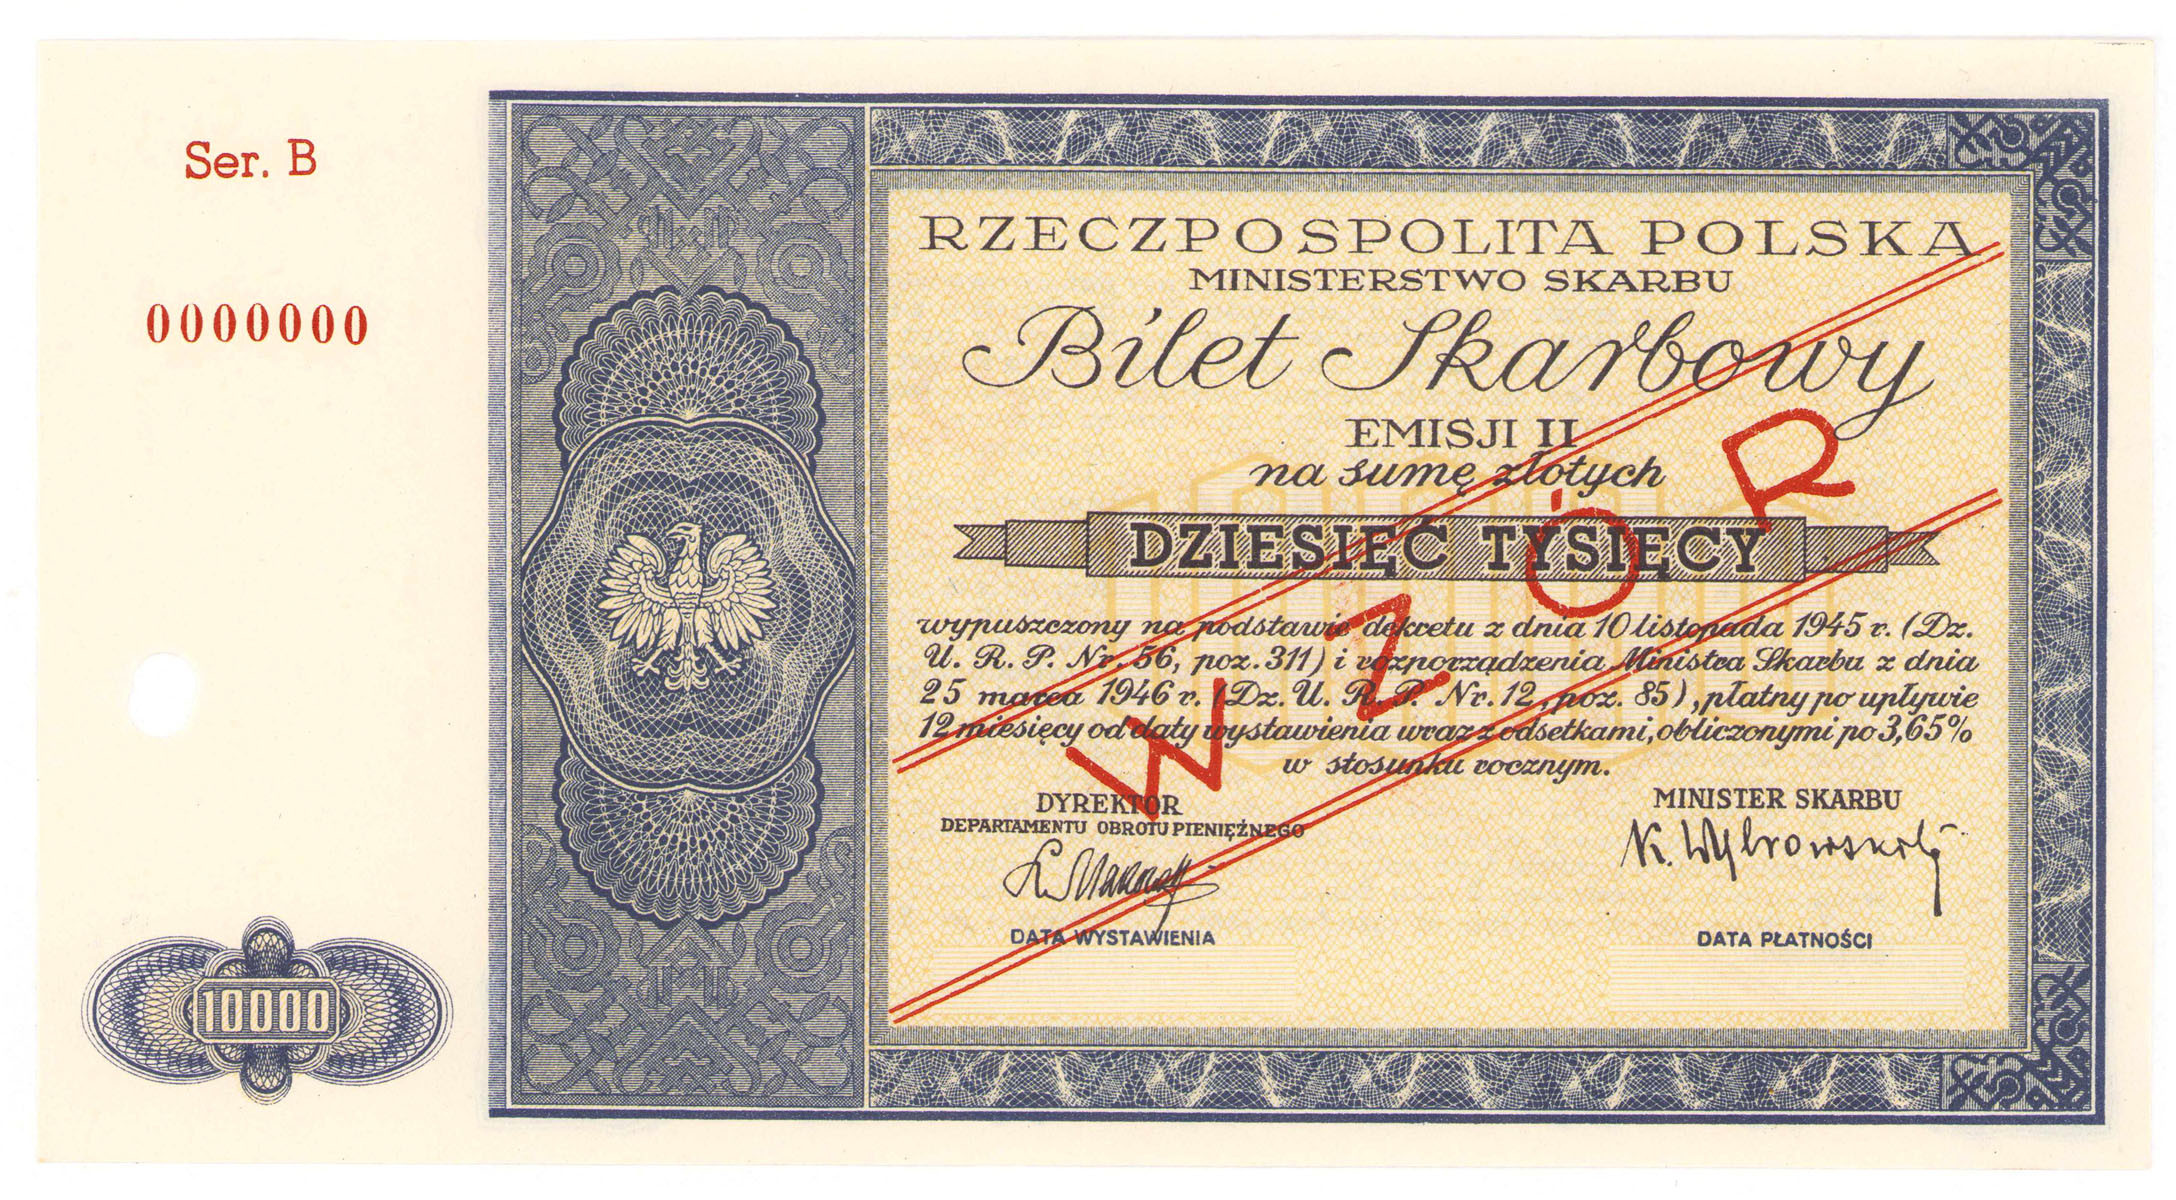 Ser. B
0000000
10000
RZECZPOSPOLITA POLSKA
MINISTERSTWO SKARBU
Bilet Skarbowy
EMISJI II
na sumę złotych
DZIESIĘĆ TYSIĘCY
wypuszczony na podstawie dekretu z dnia 10 listopada 1945 r. (Dz.
U. R. P. Nr. 56, poz. 311) i rozporządzenia Ministra Skarbu z dnia
25 marca 1946 r. (Dz. U. R. P. Nr. 12, poz. 85), płatny po upływie
12 miesięcy od daty wystawienia wraz z odsetkami, obliczonymi po 3,65%
w stosunku rocznym.
WZÓR
DYREKTOR
DEPARTAMENTU OBROTU PIENIĘŻNEGO
MINISTER SKARBU
K. Dąbrowski
DATA WYSTAWIENIA
DATA PŁATNOŚCI